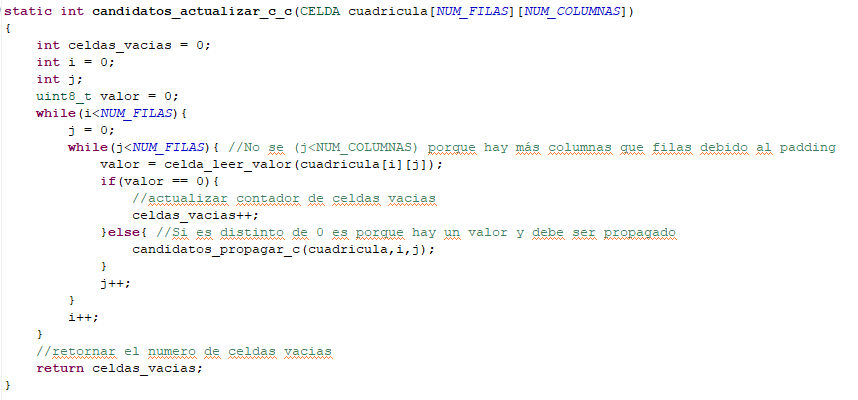 static int candidatos_actualizar_c_c(CELDA cuadricula[NUM_FILAS][NUM_COLUMNAS])
{
    int celdas_vacias = 0;
    int i = 0;
    int j;
    uint8_t valor = 0;
    while(i<NUM_FILAS){
        j = 0;
        while(j<NUM_FILAS){ //No se (j<NUM_COLUMNAS) porque hay más columnas que filas debido al padding
            valor = celda_leer_valor(cuadricula[i][j]);
            if(valor == 0){
                //actualizar contador de celdas vacias
                celdas_vacias++;
            }else{ //Si es distinto de 0 es porque hay un valor y debe ser propagado
                candidatos_propagar_c(cuadricula,i,j);
            }
            j++;
        }
        i++;
    }
    //retornar el numero de celdas vacias
    return celdas_vacias;
}